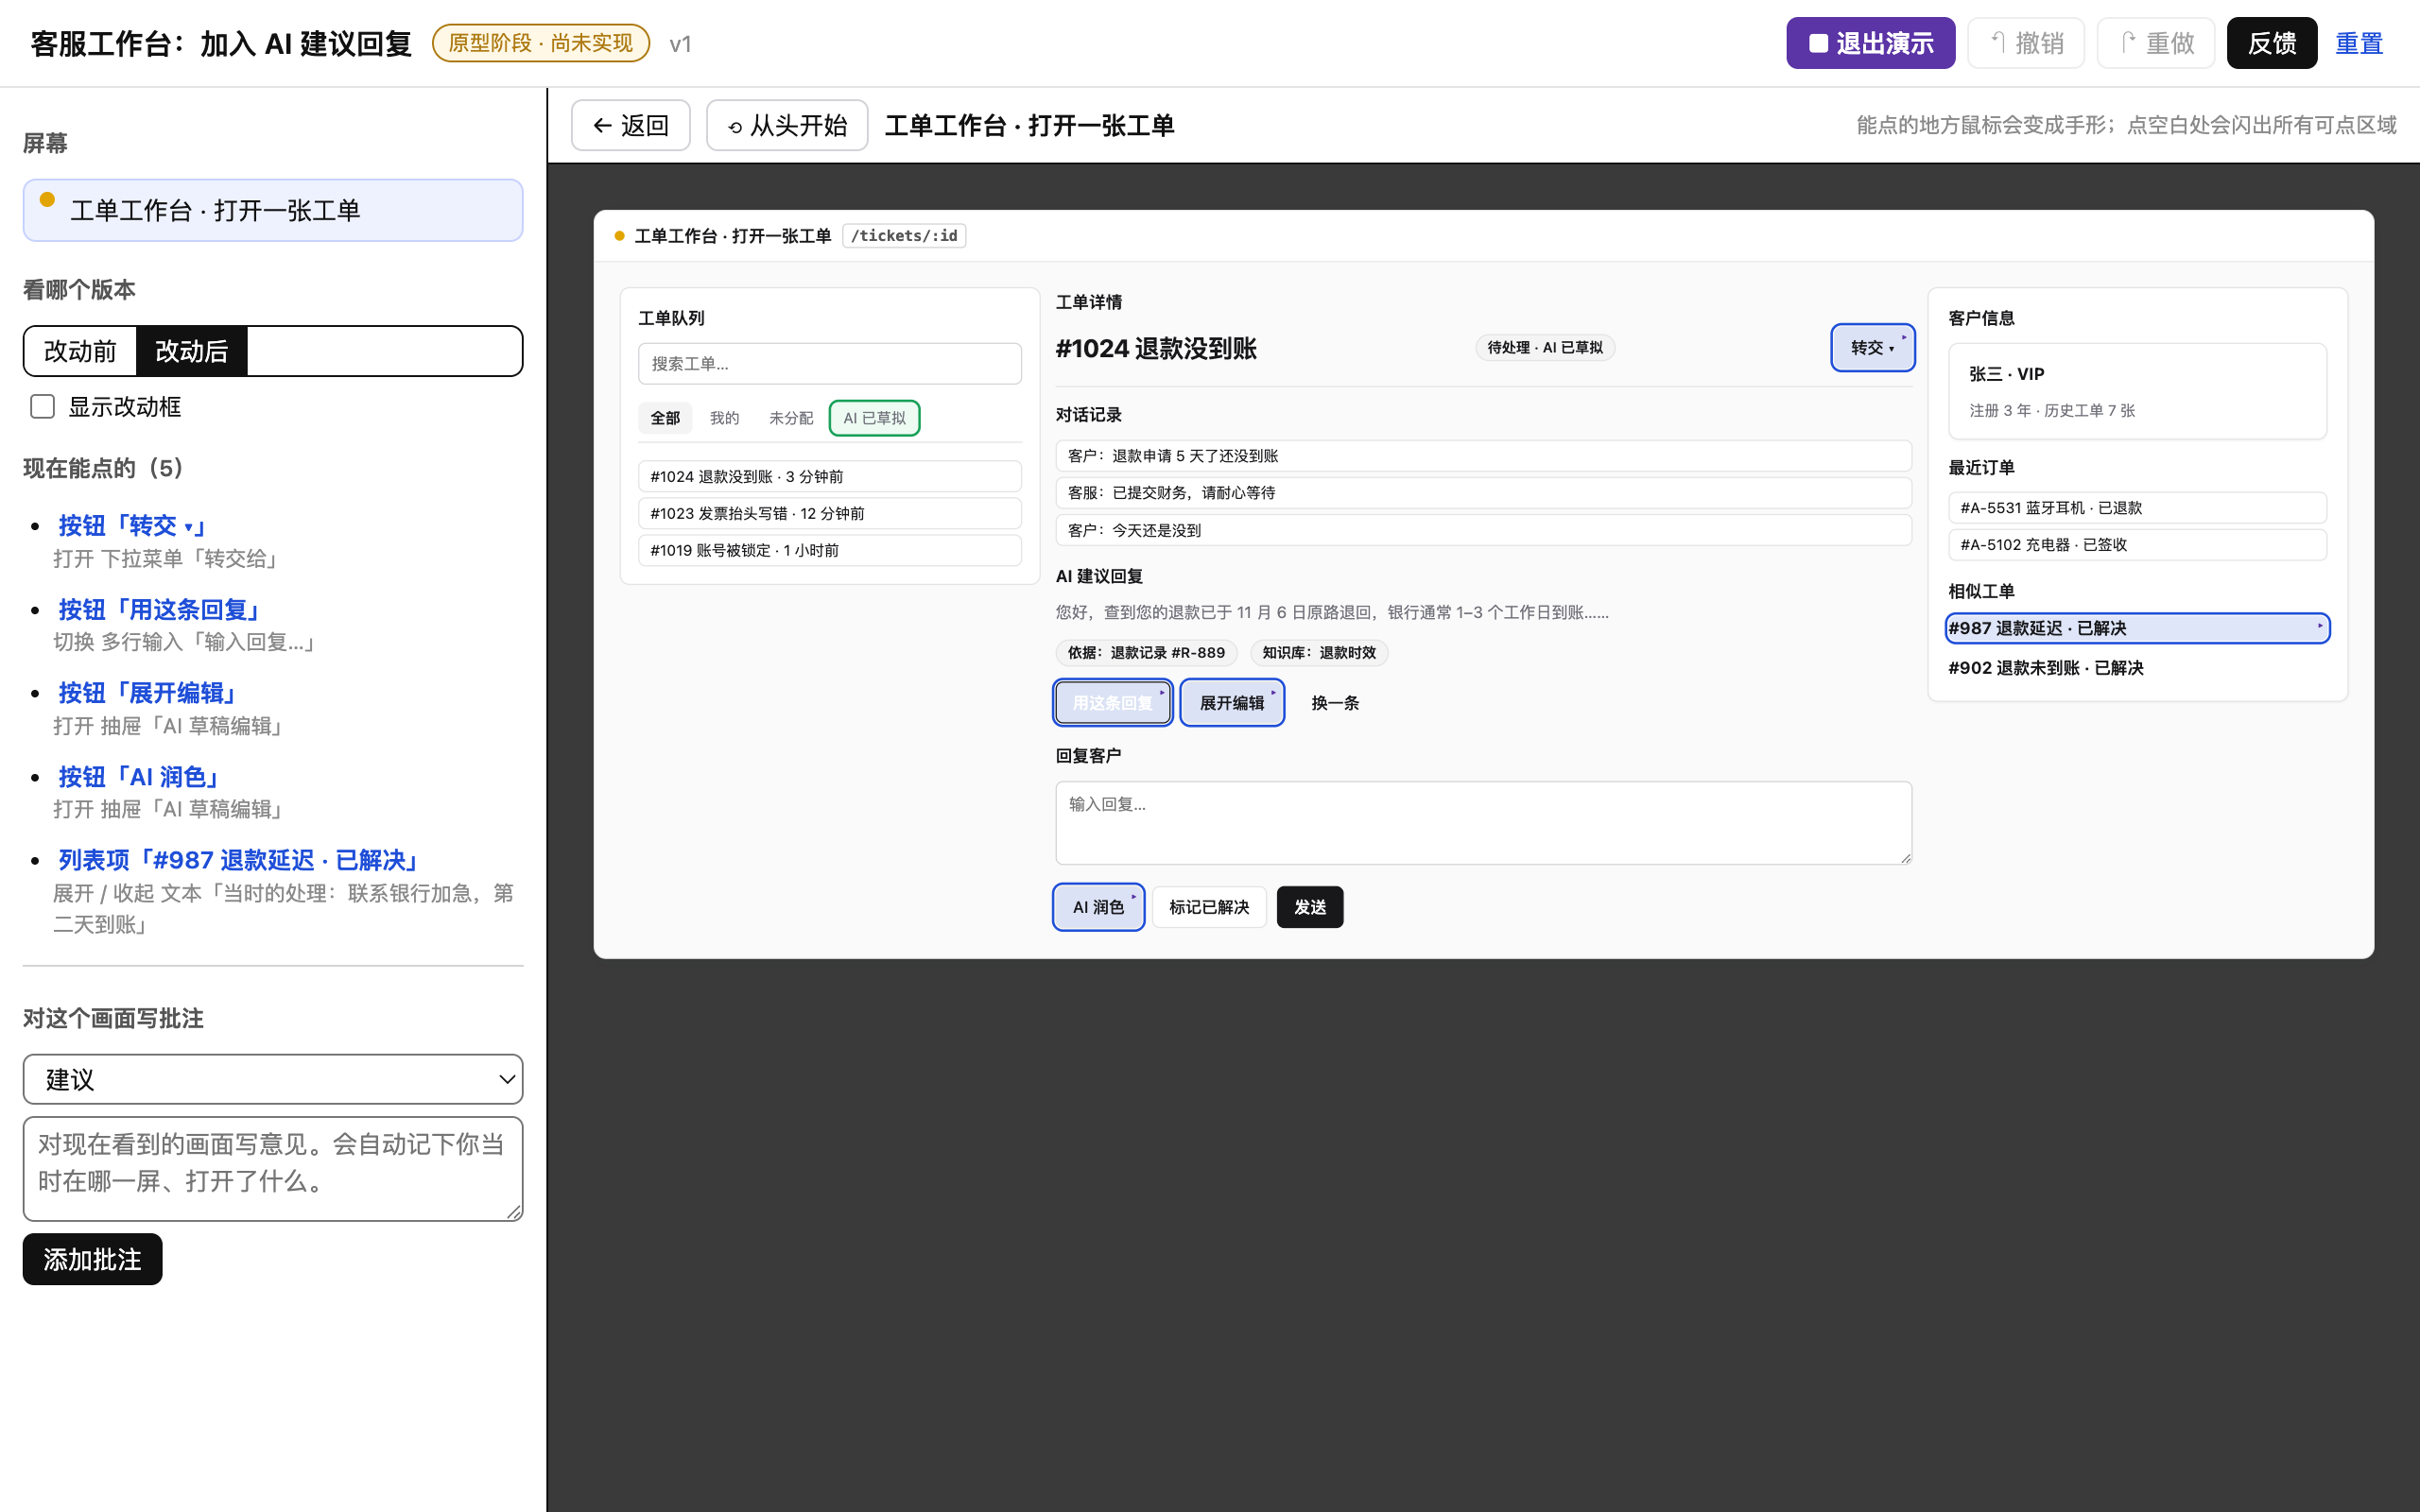 客服工作台：加入 AI 建议回复
原型阶段 · 尚未实现
v1
退出演示
撤销
重做
反馈
重置
屏幕
工单工作台 · 打开一张工单
看哪个版本
改动前
改动后
显示改动框
现在能点的（5）
按钮「转交 ▾」
打开 下拉菜单「转交给」
按钮「用这条回复」
切换 多行输入「输入回复…」
按钮「展开编辑」
打开 抽屉「AI 草稿编辑」
按钮「AI 润色」
打开 抽屉「AI 草稿编辑」
列表项「#987 退款延迟 · 已解决」
展开 / 收起 文本「当时的处理：联系银行加急，第
二天到账」
对这个画面写批注
建议
对现在看到的画面写意见。会自动记下你当
时在哪一屏、打开了什么。
添加批注
← 返回
⟲ 从头开始
工单工作台 · 打开一张工单
能点的地方鼠标会变成手形；点空白处会闪出所有可点区域
工单工作台 · 打开一张工单
/tickets/:id
工单队列
搜索工单…
全部
我的
未分配
AI 已草拟
#1024 退款没到账 · 3 分钟前
#1023 发票抬头写错 · 12 分钟前
#1019 账号被锁定 · 1 小时前
工单详情
#1024 退款没到账
待处理 · AI 已草拟
转交 ▾
对话记录
客户：退款申请 5 天了还没到账
客服：已提交财务，请耐心等待
客户：今天还是没到
AI 建议回复
您好，查到您的退款已于 11 月 6 日原路退回，银行通常 1–3 个工作日到账……
依据：退款记录 #R-889
知识库：退款时效
用这条回复
展开编辑
换一条
回复客户
输入回复…
AI 润色
标记已解决
发送
客户信息
张三 · VIP
注册 3 年 · 历史工单 7 张
最近订单
#A-5531 蓝牙耳机 · 已退款
#A-5102 充电器 · 已签收
相似工单
#987 退款延迟 · 已解决
#902 退款未到账 · 已解决